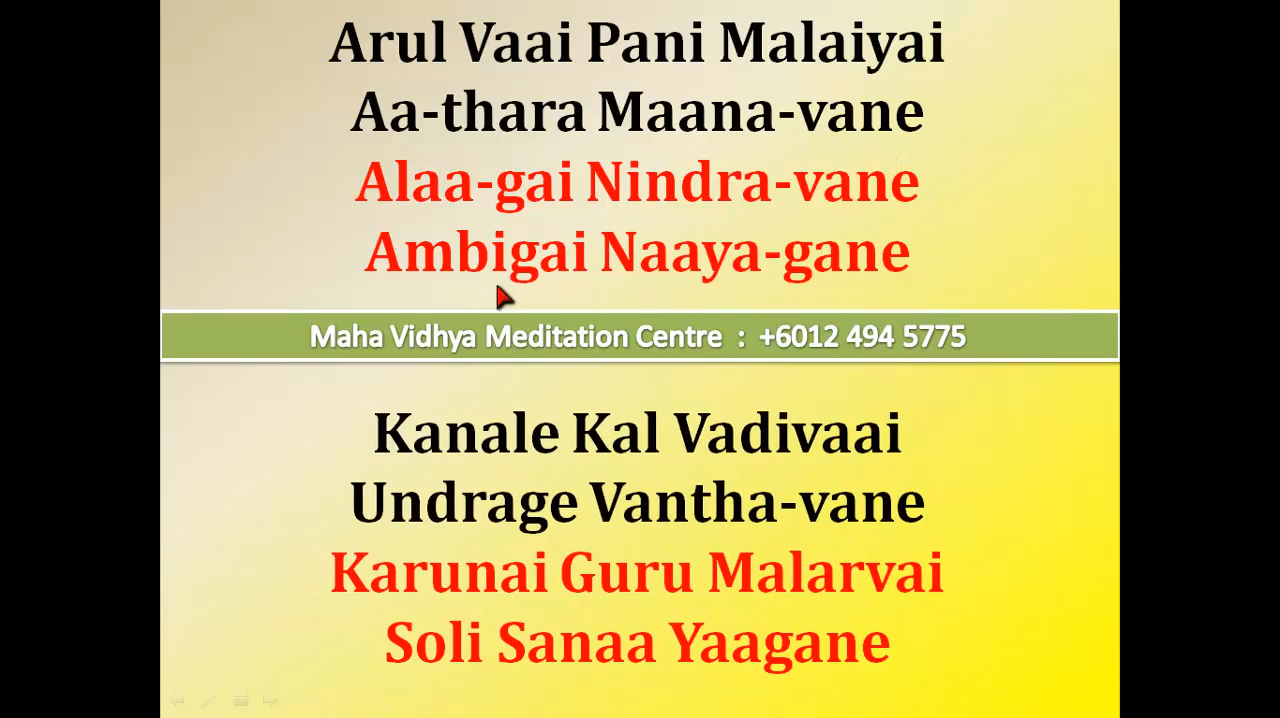 Arul Vaai Pani Malaiyai
Aa-thara Maana-vane
Alaa-gai Nindra-vane
Ambigai Naaya-gane
Maha Vidhya Meditation Centre : +6012 494 5775
Kanale Kal Vadivaai
Undrage Vantha-vane
Karunai Guru Malarvai
Soli Sanaa Yaagane